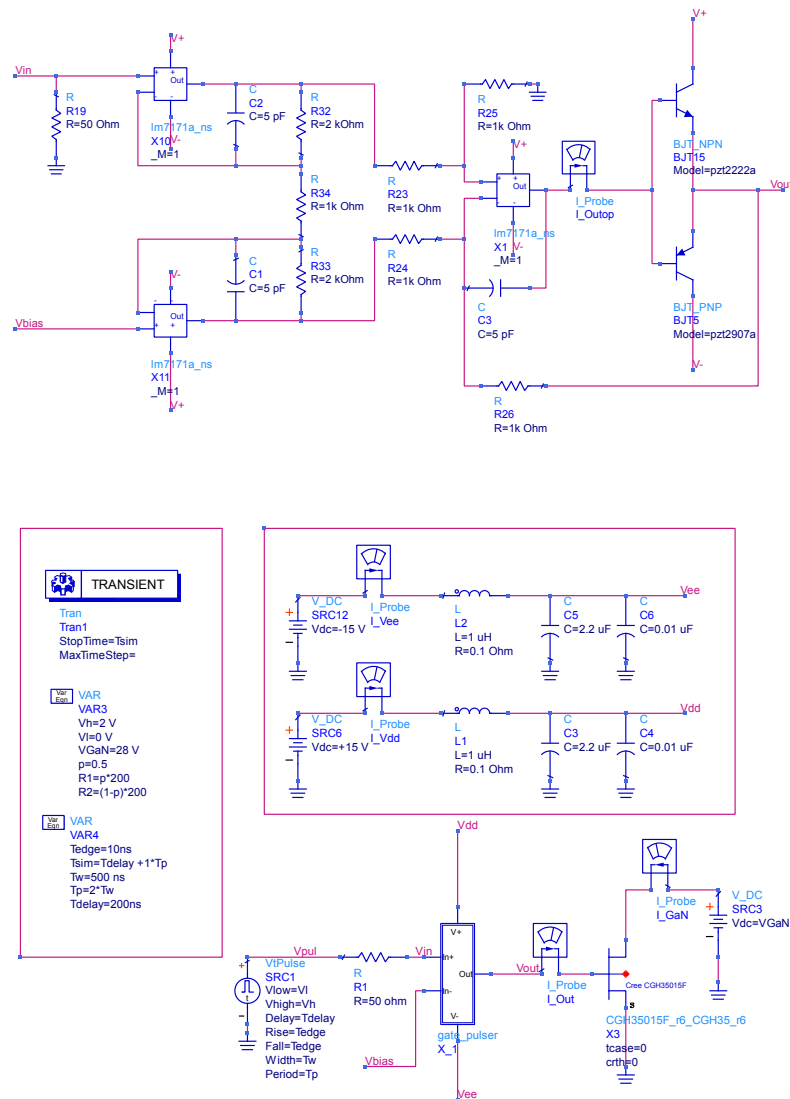 V+
Vin
+
+
Out
-
-
R
R19
R=50 Ohm
lm7171a_ns
X10
V-
_M=1
C
C2
C=5 pF
R
R32
R=2 kOhm
R
R34
R=1k Ohm
R
R33
R=2 kOhm
C
C1
C=5 pF
V-
-
-
Out
+
+
Vbias
lm7171a_ns
X11
_M=1
V+
R
R23
R=1k Ohm
R
R24
R=1k Ohm
R
R25
R=1k Ohm
V+
+
+
Out
-
-
lm7171a_ns
X1
V-
_M=1
C
C3
C=5 pF
R
R26
R=1k Ohm
I_Probe
I_Outop
V+
BJT_NPN
BJT15
Model=pzt2222a
Vout
BJT_PNP
BJT5
Model=pzt2907a
V-
TRANSIENT
Tran
Tran1
StopTime=Tsim
MaxTimeStep=
Var
Eqn
VAR
VAR3
Vh=2 V
Vl=0 V
VGaN=28 V
p=0.5
R1=p*200
R2=(1-p)*200
Var
Eqn
VAR
VAR4
Tedge=10ns
Tsim=Tdelay +1*Tp
Tw=500 ns
Tp=2*Tw
Tdelay=200ns
+
-
V_DC
SRC12
Vdc=-15 V
I_Probe
I_Vee
L
L2
L=1 uH
R=0.1 Ohm
C
C5
C=2.2 uF
C
C6
C=0.01 uF
Vee
+
-
V_DC
SRC6
Vdc=+15 V
I_Probe
I_Vdd
L
L1
L=1 uH
R=0.1 Ohm
C
C3
C=2.2 uF
C
C4
C=0.01 uF
Vdd
Vdd
Vpul
+
t
-
VtPulse
SRC1
Vlow=Vl
Vhigh=Vh
Delay=Tdelay
Rise=Tedge
Fall=Tedge
Width=Tw
Period=Tp
R
R1
R=50 ohm
Vin
V+
In+
Out
In-
V-
gate_pulser
X_1
Vbias
Vee
Vout
I_Probe
I_Out
Cree CGH35015F
s
CGH35015F_r6_CGH35_r6
X3
tcase=0
crth=0
I_Probe
I_GaN
+
-
V_DC
SRC3
Vdc=VGaN